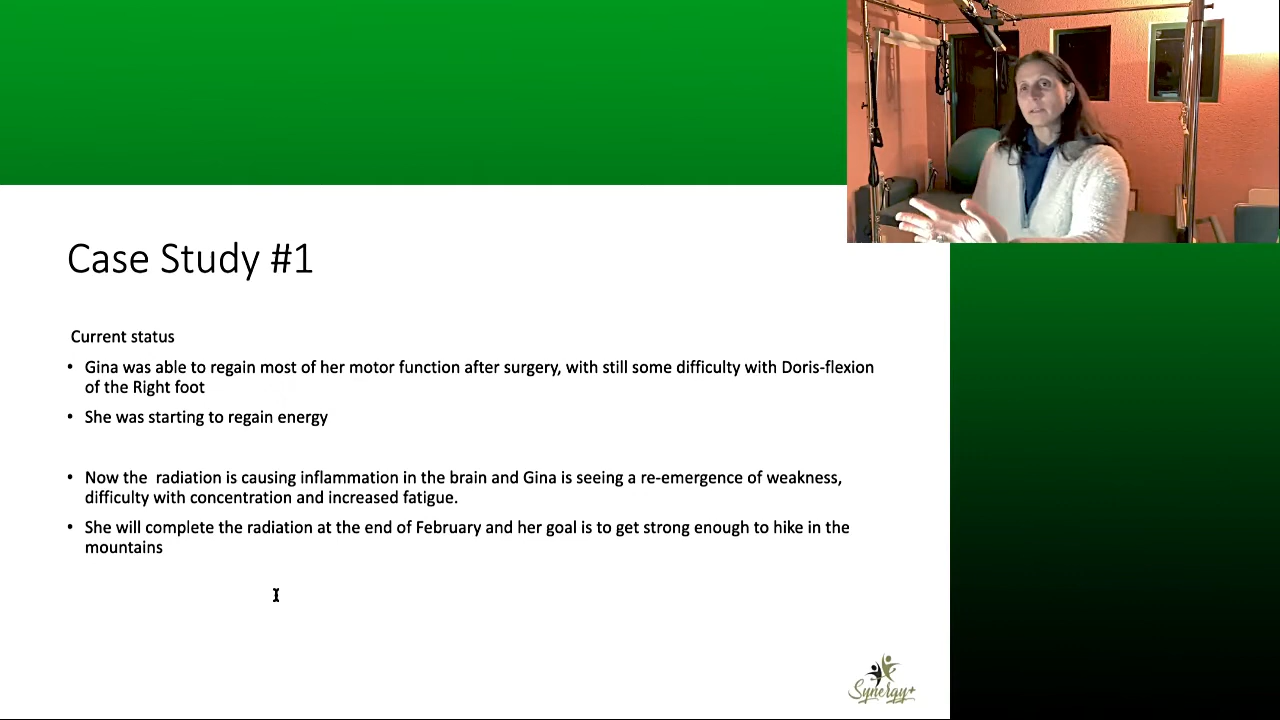 Case Study #1
Current status
• Gina was able to regain most of her motor function after surgery, with still some difficulty with Doris-flexion
of the Right foot
• She was starting to regain energy
• Now the  radiation is causing inflammation in the brain and Gina is seeing a re-emergence of weakness,
difficulty with concentration and increased fatigue.
• She will complete the radiation at the end of February and her goal is to get strong enough to hike in the
mountains
Synergy+